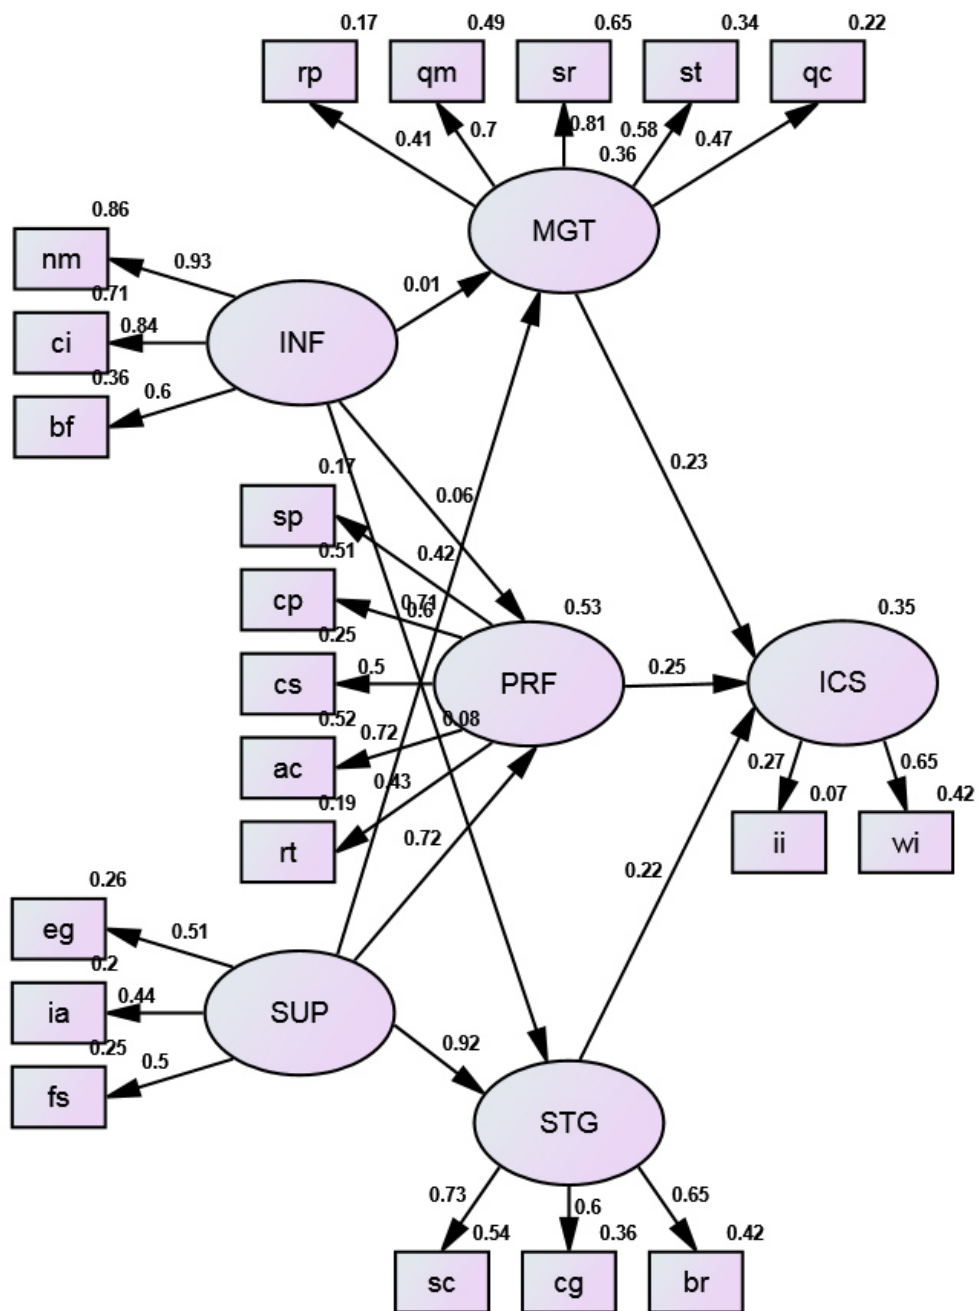 0.17 0.49 0.65 0.34 0.22
rp qm sr st qc
0.41 0.7 0.81 0.58 0.47
0.36
MGT
0.86
nm 0.93
0.71 0.01
ci 0.84 INF
0.36 0.6
bf
0.23
0.17
sp 0.06
0.51 0.42
cp 0.71 0.6 0.53 0.35
0.25
cs 0.5 PRF 0.25 ICS
0.52 0.72 0.08
ac 0.43 0.27 0.65
0.19 0.07 0.42
rt 0.72 ii wi
0.22
0.26
eg 0.51
0.2
ia 0.44 SUP
0.25 0.5 0.92
fs
STG
0.73 0.6 0.65
0.54 0.36 0.42
sc cg br